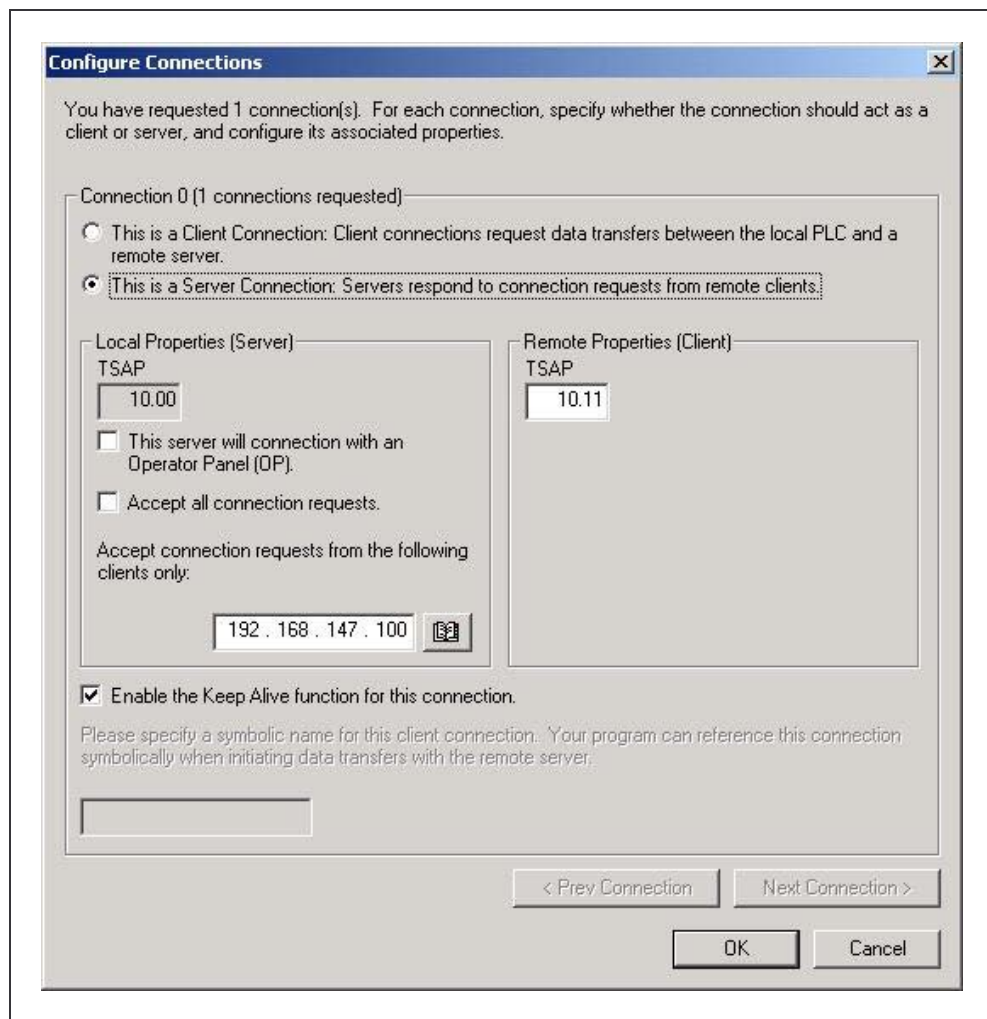 Configure Connections
You have requested 1 connection(s). For each connection, specify whether the connection should act as a
client or server, and configure its associated properties.
Connection 0 (1 connections requested)
This is a Client Connection: Client connections request data transfers between the local PLC and a
remote server.
This is a Server Connection: Servers respond to connection requests from remote clients.
Local Properties (Server)
TSAP
10.00
This server will connection with an
Operator Panel (OP).
Accept all connection requests.
Accept connection requests from the following
clients only:
192 . 168 . 147 . 100
Remote Properties (Client)
TSAP
10.11
Enable the Keep Alive function for this connection.
Please specify a symbolic name for this client connection. Your program can reference this connection
symbolically when initiating data transfers with the remote server.
< Prev Connection
Next Connection >
OK
Cancel